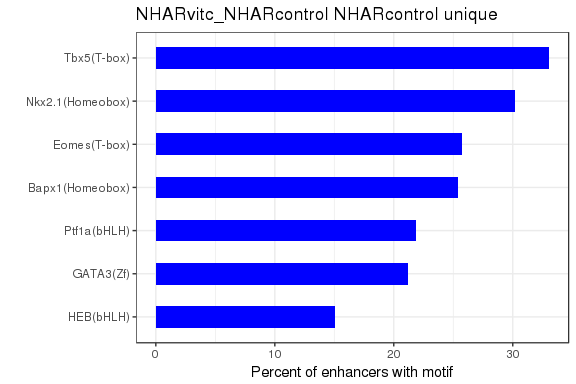 NHARvitc_NHARcontrol NHARcontrol unique
Tbx5(T-box)
Nkx2.1(Homeobox)
Eomes(T-box)
Bapx1(Homeobox)
Ptf1a(bHLH)
GATA3(Zf)
HEB(bHLH)
0 10 20 30
Percent of enhancers with motif